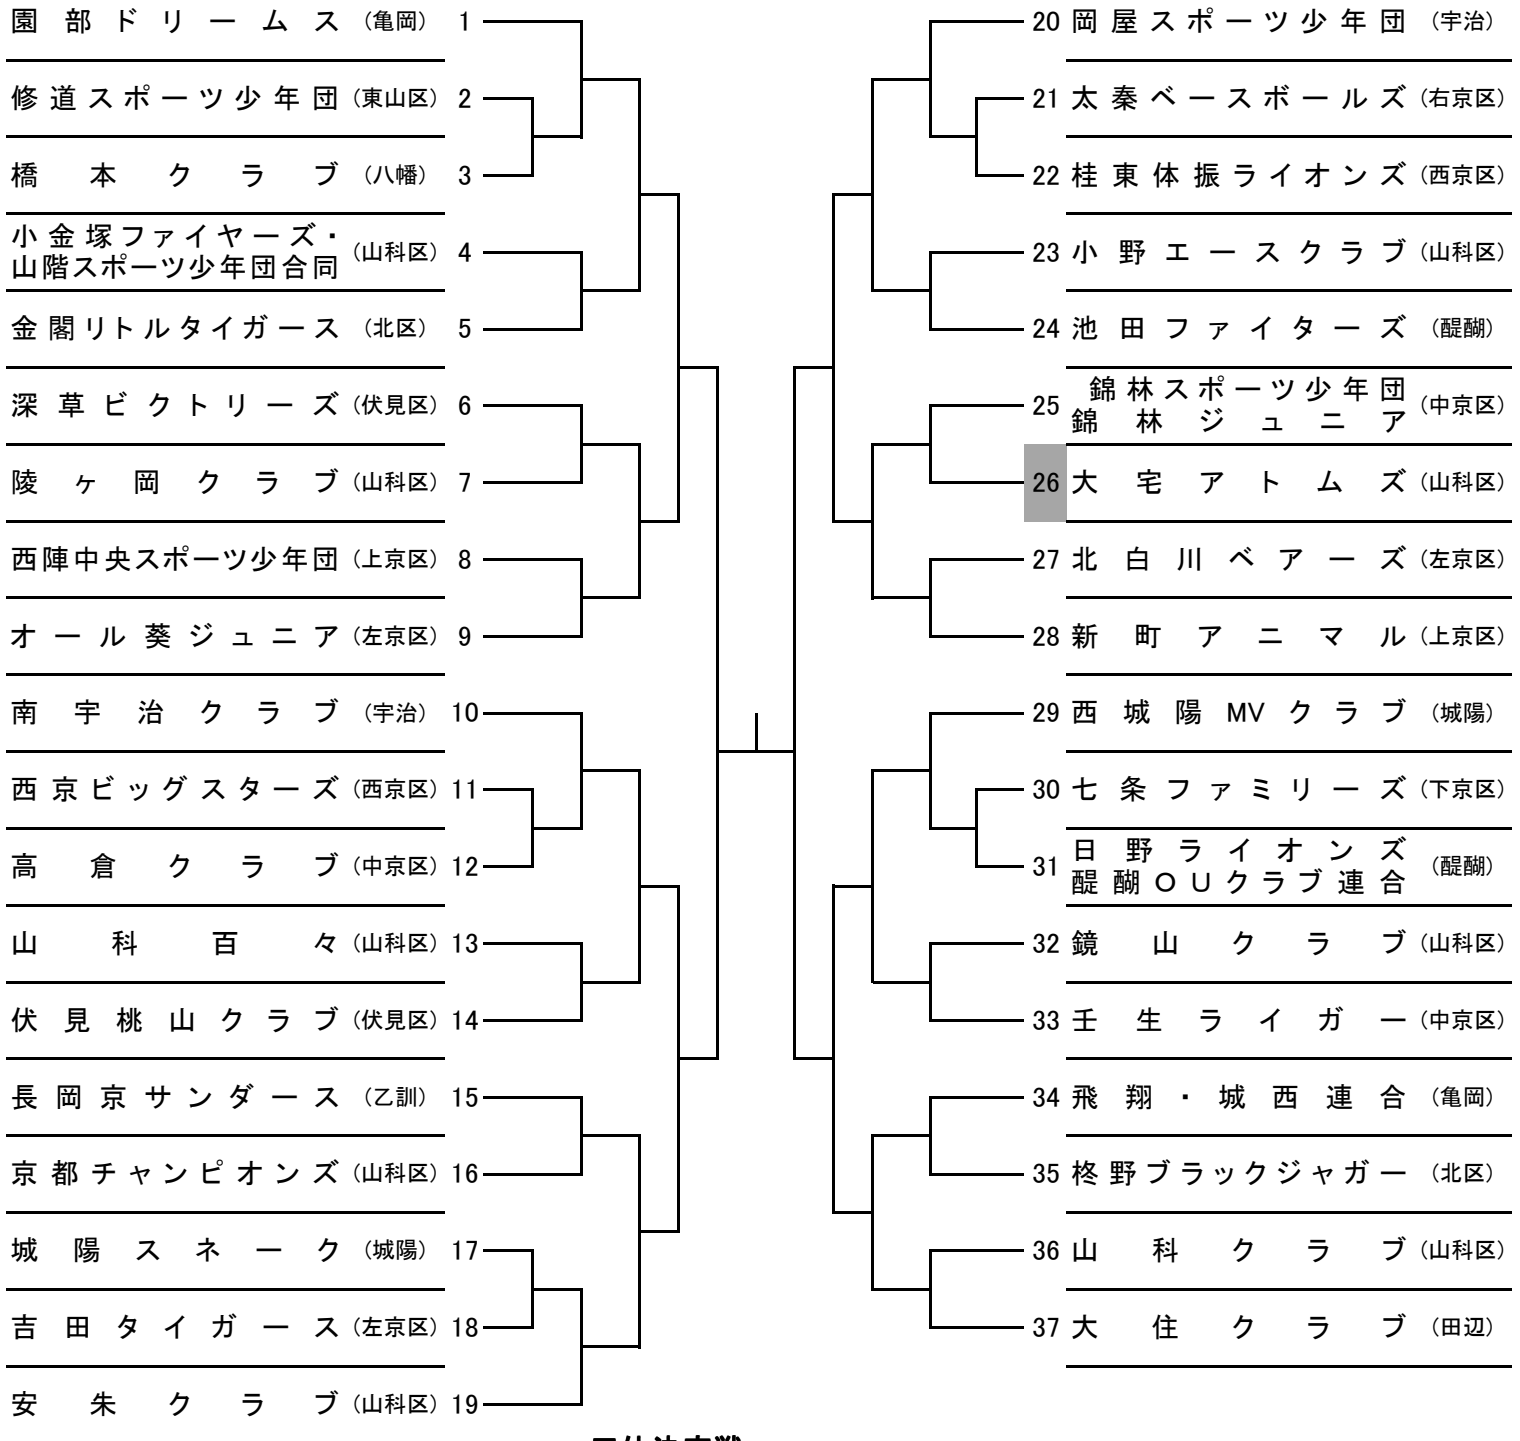 園部ドリームス (亀岡) 1
修道スポーツ少年団 (東山区) 2
橋本クラブ (八幡) 3
小金塚ファイヤーズ・
山階スポーツ少年団合同 (山科区) 4
金閣リトルタイガース (北区) 5
深草ビクトリーズ (伏見区) 6
陵ヶ岡クラブ (山科区) 7
西陣中央スポーツ少年団 (上京区) 8
オール葵ジュニア (左京区) 9
南宇治クラブ (宇治) 10
西京ビッグスターズ (西京区) 11
高倉クラブ (中京区) 12
山科百々 (山科区) 13
伏見桃山クラブ (伏見区) 14
長岡京サンダース (乙訓) 15
京都チャンピオンズ (山科区) 16
城陽スネーク (城陽) 17
吉田タイガース (左京区) 18
安朱クラブ (山科区) 19
20 岡屋スポーツ少年団 (宇治)
21 太秦ベースボールズ (右京区)
22 桂東体振ライオンズ (西京区)
23 小野エースクラブ (山科区)
24 池田ファイターズ (醍醐)
25 錦林スポーツ少年団
錦林ジュニア (中京区)
26 大宅アトムズ (山科区)
27 北白川ベアーズ (左京区)
28 新町アニマル (上京区)
29 西城陽MVクラブ (城陽)
30 七条ファミリーズ (下京区)
31 日野ライオンズ
醍醐OUクラブ連合 (醍醐)
32 鏡山クラブ (山科区)
33 壬生ライガー (中京区)
34 飛翔・城西連合 (亀岡)
35 柊野ブラックジャガー (北区)
36 山科クラブ (山科区)
37 大住クラブ (田辺)